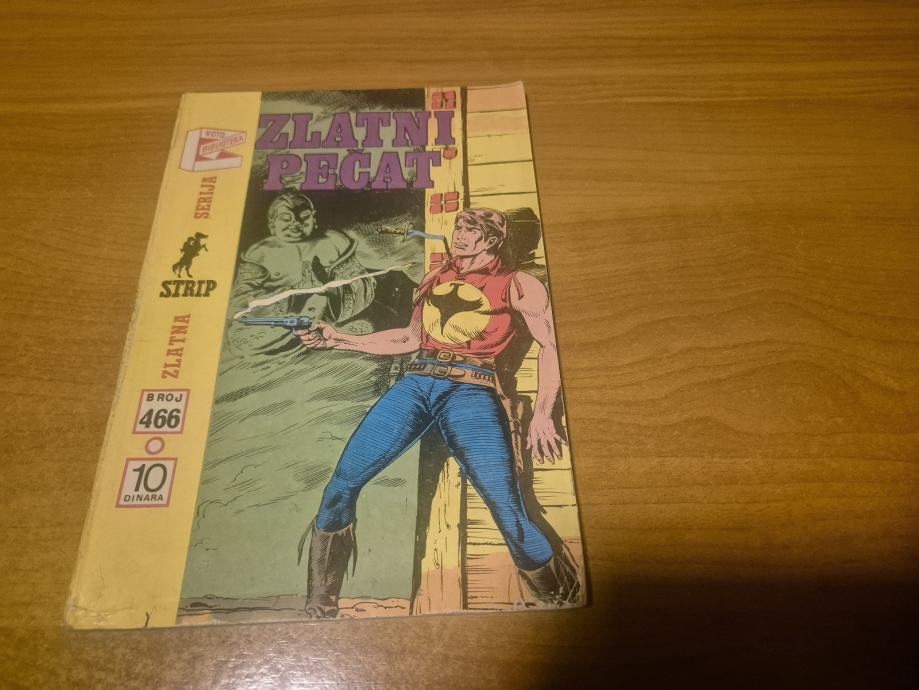 ZLATNI
PEČAT
ROTO
BIBLIOTEKA
ZLATNA SERIJA
STRIP
BROJ
466
10
DINARA